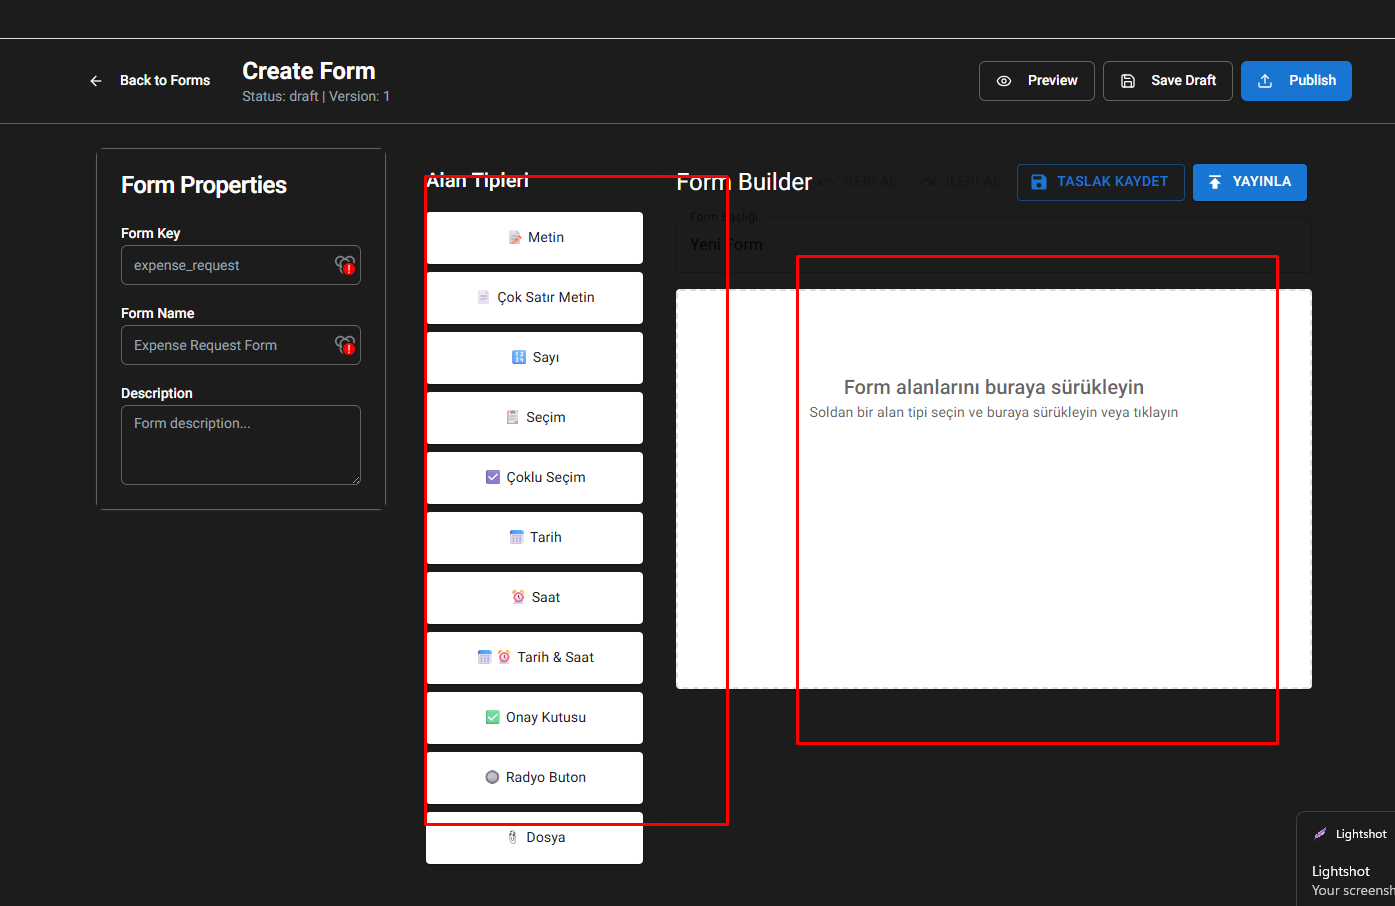 Back to Forms
Create Form
Status: draft | Version: 1
Preview
Save Draft
Publish
Form Properties
Form Key
expense_request
Form Name
Expense Request Form
Description
Form description...
Alan Tipleri
Metin
Çok Satır Metin
Sayı
Seçim
Çoklu Seçim
Tarih
Saat
Tarih & Saat
Onay Kutusu
Radyo Buton
Dosya
Form Builder
GERİ AL
İLERİ AL
TASLAK KAYDET
YAYINLA
Form Başlığı
Yeni Form
Form alanlarını buraya sürükleyin
Soldan bir alan tipi seçin ve buraya sürükleyin veya tıklayın
Lightshot
Lightshot
Your screensh